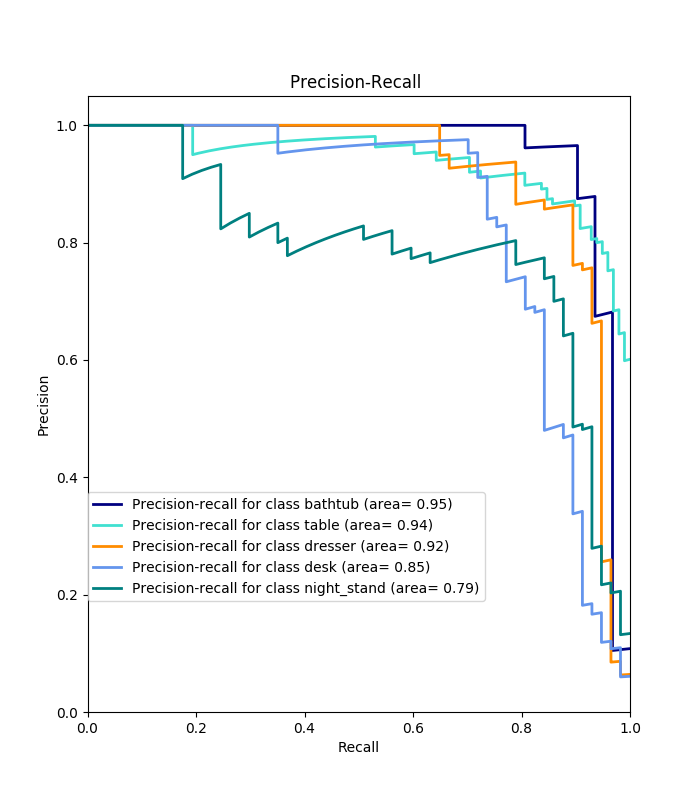 Precision-Recall
1.0
0.8
0.6
0.4
0.2
0.0
Precision
Precision-recall for class bathtub (area= 0.95)
Precision-recall for class table (area= 0.94)
Precision-recall for class dresser (area= 0.92)
Precision-recall for class desk (area= 0.85)
Precision-recall for class night_stand (area= 0.79)
0.0 0.2 0.4 0.6 0.8 1.0
Recall